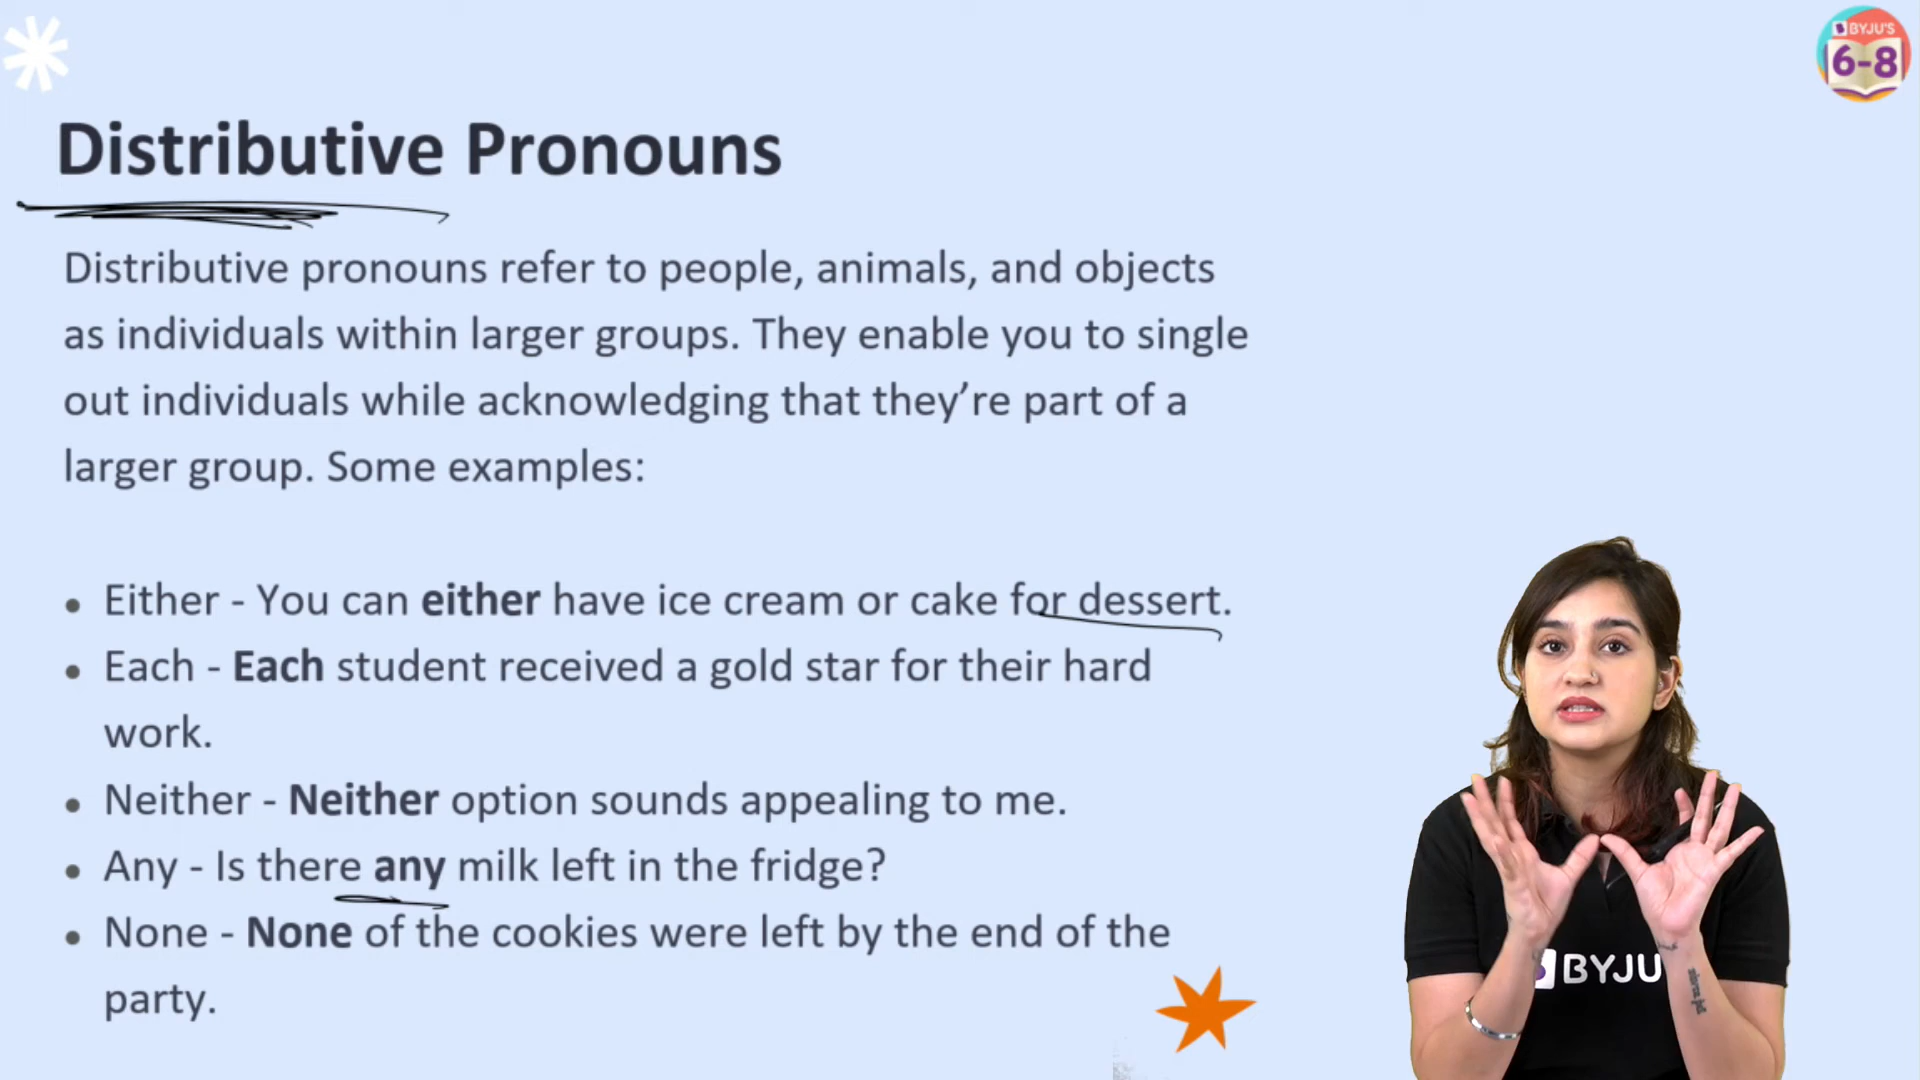 BYJU'S
6-8
Distributive Pronouns
Distributive pronouns refer to people, animals, and objects
as individuals within larger groups. They enable you to single
out individuals while acknowledging that they’re part of a
larger group. Some examples:
• Either - You can either have ice cream or cake for dessert.
• Each - Each student received a gold star for their hard
work.
• Neither - Neither option sounds appealing to me.
• Any - Is there any milk left in the fridge?
• None - None of the cookies were left by the end of the
party.
BYJU